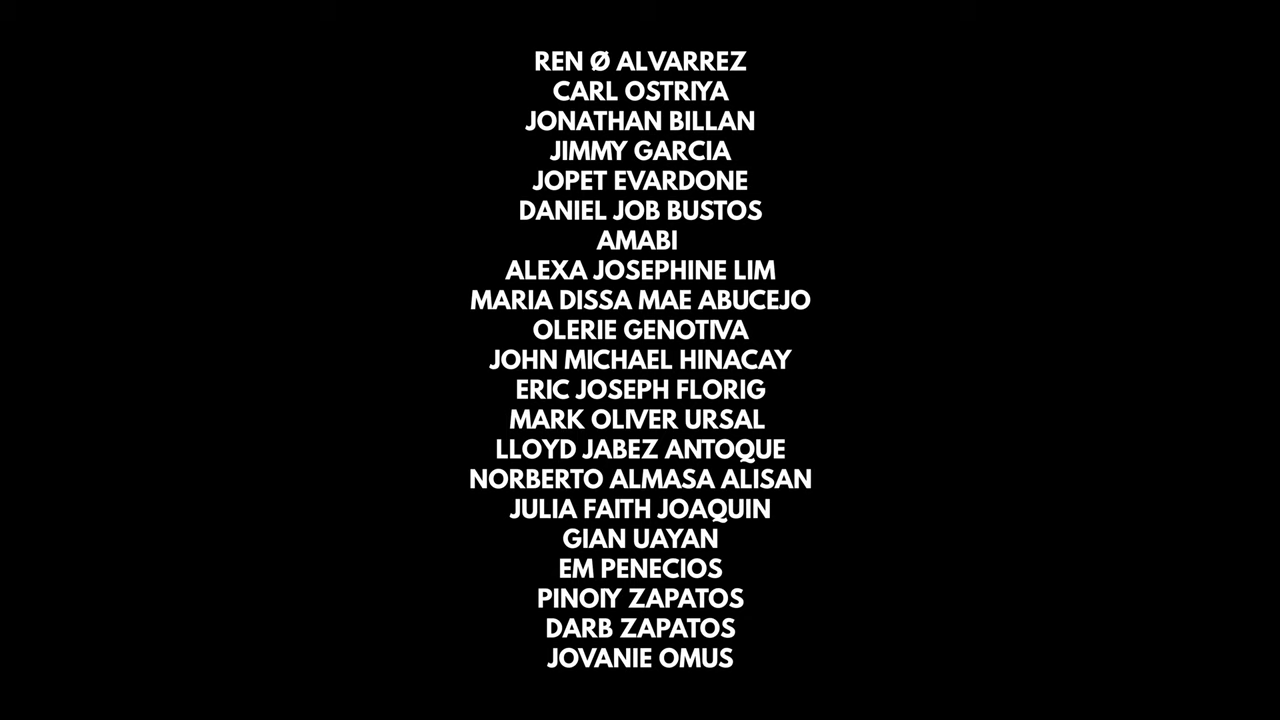 REN Ø ALVARREZ
CARL OSTRIYA
JONATHAN BILLAN
JIMMY GARCIA
JOPET EVARDONE
DANIEL JOB BUSTOS
AMABI
ALEXA JOSEPHINE LIM
MARIA DISSA MAE ABUCEJO
OLERIE GENOTIVA
JOHN MICHAEL HINACAY
ERIC JOSEPH FLORIG
MARK OLIVER URSAL
LLOYD JABEZ ANTOQUE
NORBERTO ALMASA ALISAN
JULIA FAITH JOAQUIN
GIAN UAYAN
EM PENECIOS
PINOIY ZAPATOS
DARB ZAPATOS
JOVANIE OMUS